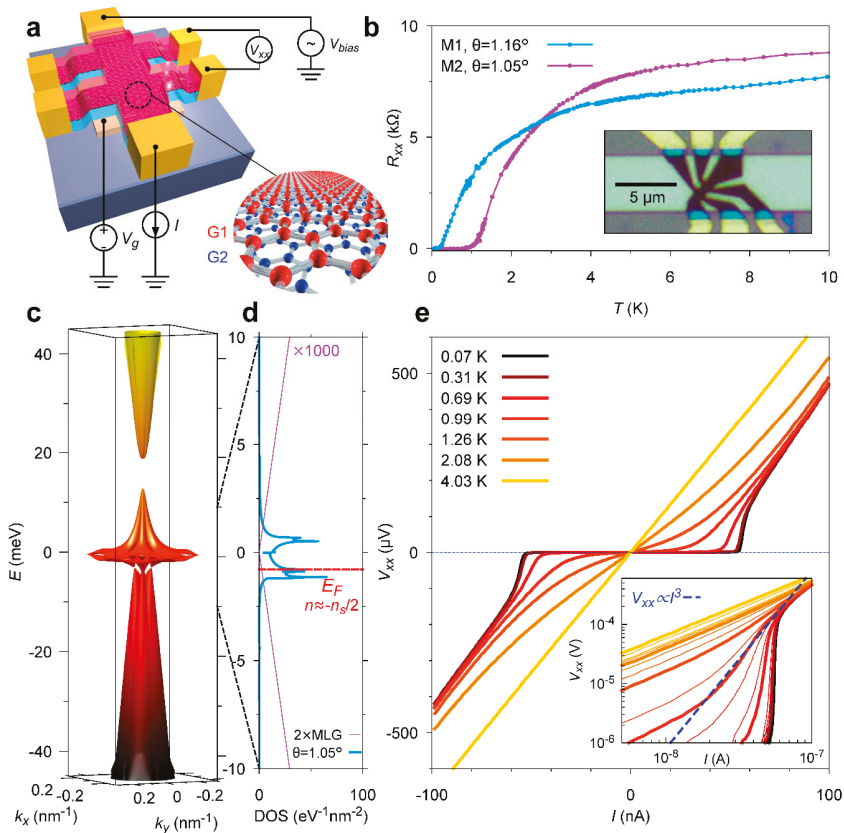 a
V_xx
~
V_bias
+
-
V_g
I
G1
G2
b
M1, θ=1.16°
M2, θ=1.05°
R_xx (kΩ)
10
5
0
0
2
4
6
8
10
T (K)
5 μm
c
E (meV)
40
20
0
-20
-40
0.2
-0.2
0.2
0
-0.2
k_x (nm⁻¹)
k_y (nm⁻¹)
d
10
5
0
-5
-10
×1000
E_F
n≈-n_s/2
2×MLG
θ=1.05°
0
50
100
DOS (eV⁻¹nm⁻²)
e
0.07 K
0.31 K
0.69 K
0.99 K
1.26 K
2.08 K
4.03 K
V_xx (μV)
500
0
-500
-100
0
100
I (nA)
V_xx∝I³
V_xx (V)
10⁻⁴
10⁻⁵
10⁻⁶
10⁻⁸
10⁻⁷
I (A)